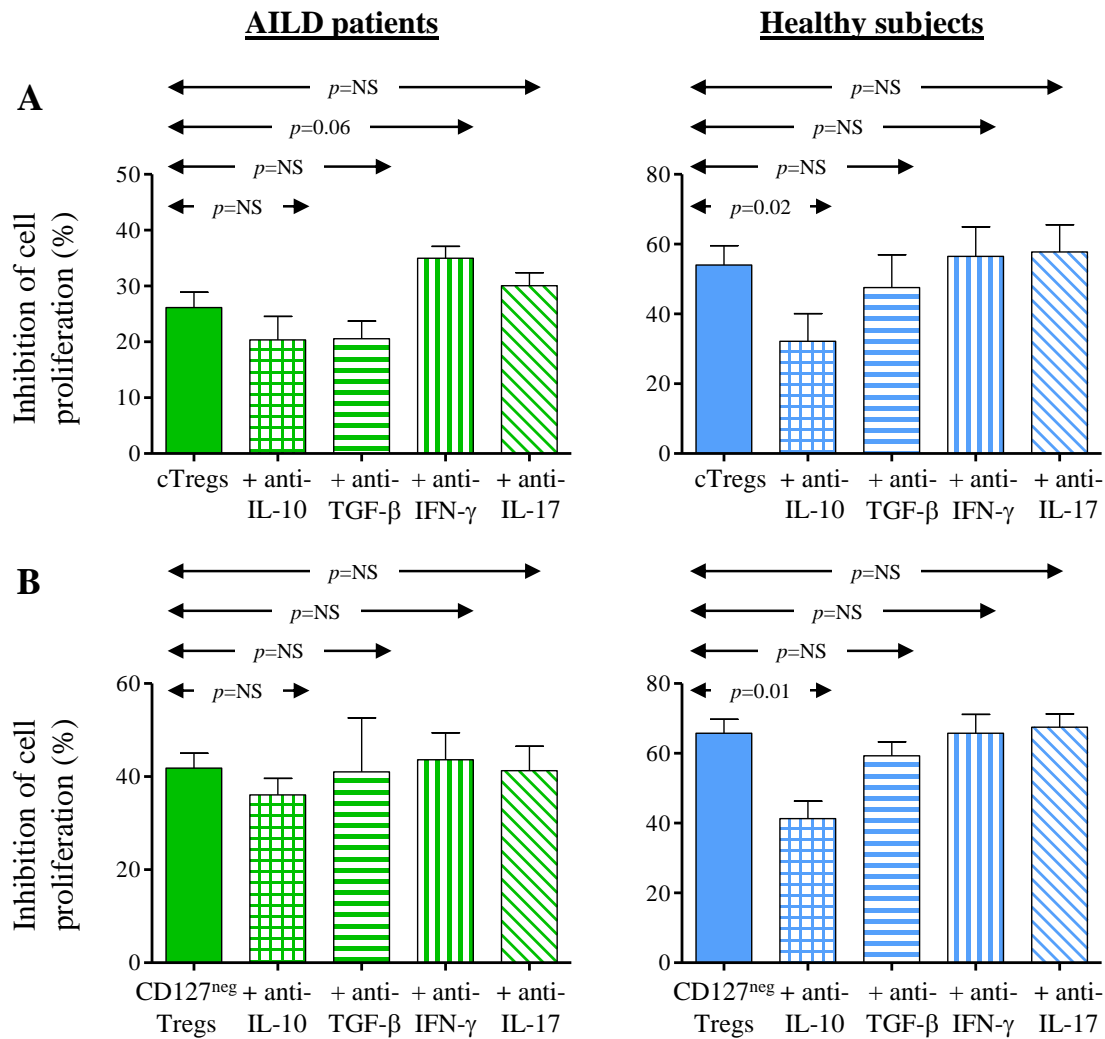 AILD patients
Healthy subjects
A
p=NS
p=0.06
p=NS
p=NS
50
40
30
20
10
0
Inhibition of cell
proliferation (%)
cTregs + anti- + anti- + anti- + anti-
IL-10 TGF-β IFN-γ IL-17
p=NS
p=NS
p=NS
p=0.02
80
60
40
20
0
cTregs + anti- + anti- + anti- + anti-
IL-10 TGF-β IFN-γ IL-17
B
p=NS
p=NS
p=NS
p=NS
60
40
20
0
Inhibition of cell
proliferation (%)
CD127neg + anti- + anti- + anti- + anti-
Tregs IL-10 TGF-β IFN-γ IL-17
p=NS
p=NS
p=NS
p=0.01
80
60
40
20
0
CD127neg + anti- + anti- + anti- + anti-
Tregs IL-10 TGF-β IFN-γ IL-17